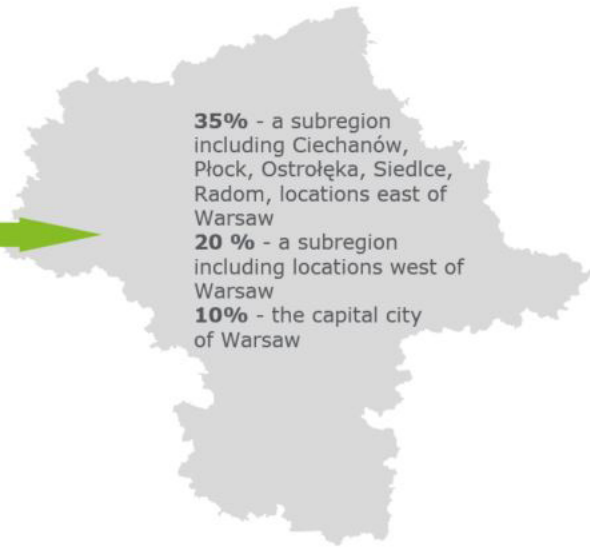 35% - a subregion
including Ciechanów,
Płock, Ostrołęka, Siedlce,
Radom, locations east of
Warsaw
20 % - a subregion
including locations west of
Warsaw
10% - the capital city
of Warsaw